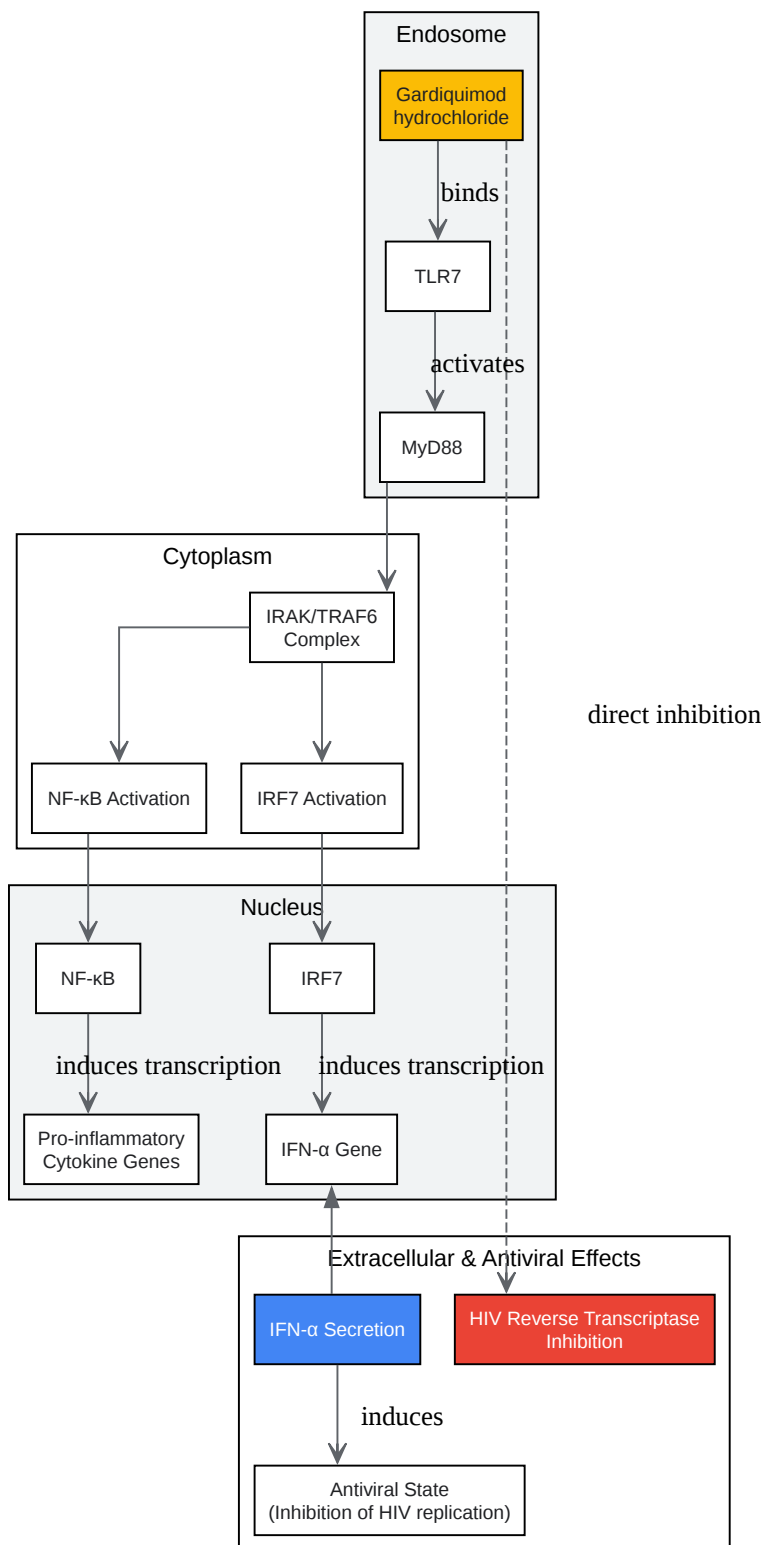 Endosome
Gardiquimod
hydrochloride
binds
TLR7
activates
MyD88
Cytoplasm
IRAK/TRAF6
Complex
direct inhibition
NF-κB Activation
IRF7 Activation
Nucleus
NF-κB
IRF7
induces transcription
induces transcription
Pro-inflammatory
Cytokine Genes
IFN-α Gene
Extracellular & Antiviral Effects
IFN-α Secretion
HIV Reverse Transcriptase
Inhibition
induces
Antiviral State
(Inhibition of HIV replication)